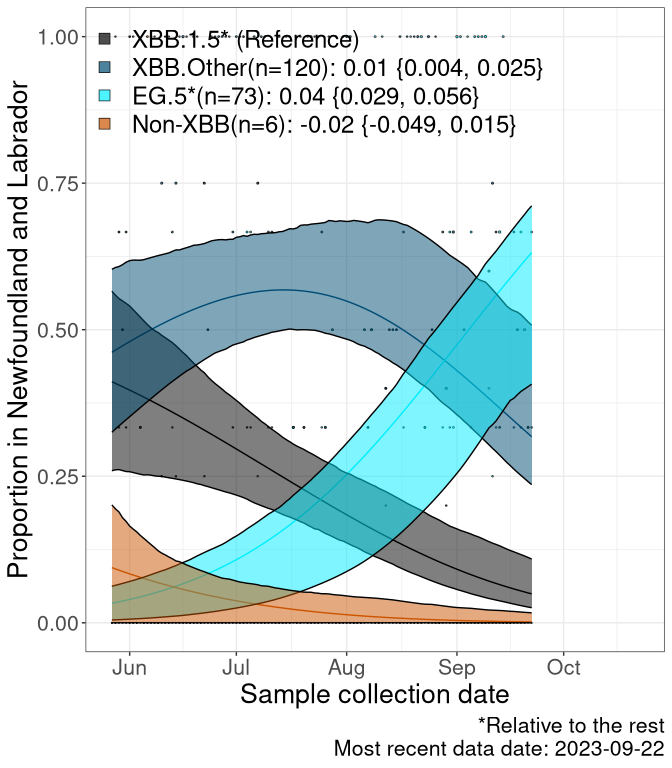 1.00
0.75
0.50
0.25
0.00
Proportion in Newfoundland and Labrador
XBB.1.5* (Reference)
XBB.Other(n=120): 0.01 {0.004, 0.025}
EG.5*(n=73): 0.04 {0.029, 0.056}
Non-XBB(n=6): -0.02 {-0.049, 0.015}
Jun Jul Aug Sep Oct
Sample collection date
*Relative to the rest
Most recent data date: 2023-09-22